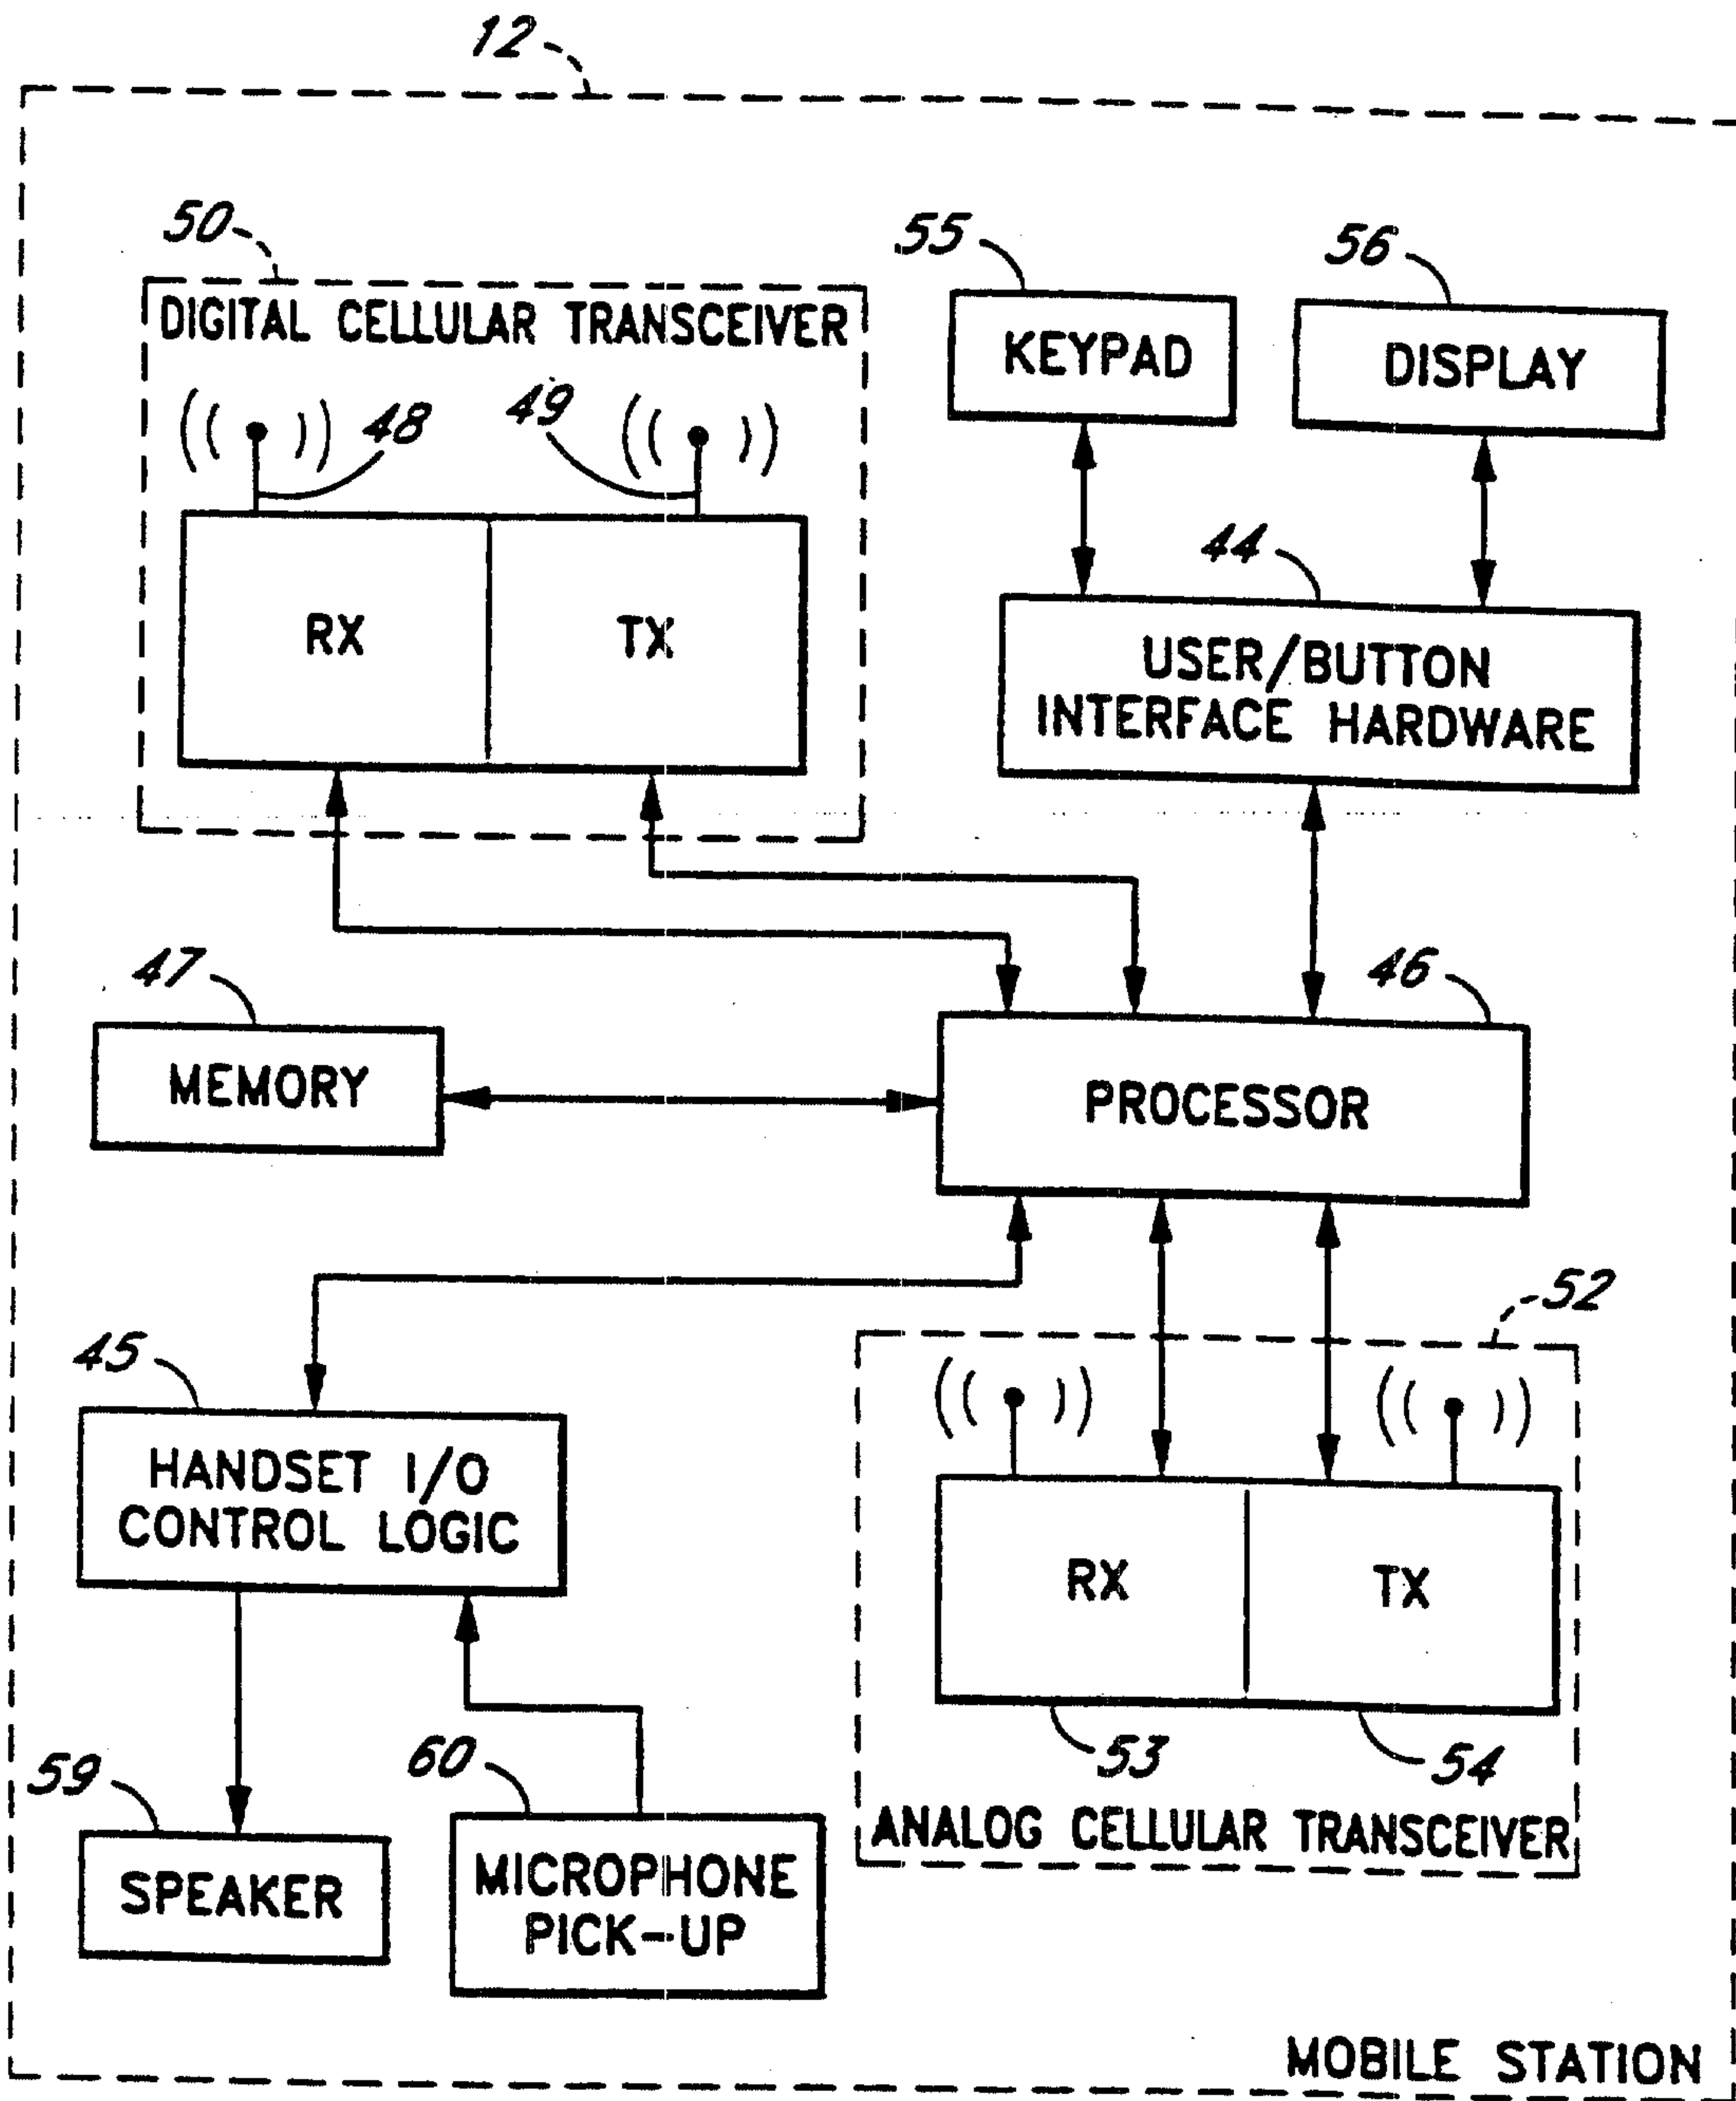 12
50
55
56
DIGITAL CELLULAR TRANSCEIVER
KEYPAD
DISPLAY
48
49
44
RX
TX
USER/BUTTON
INTERFACE HARDWARE
47
46
MEMORY
PROCESSOR
45
52
HANDSET I/O
CONTROL LOGIC
RX
TX
53
54
59
60
ANALOG CELLULAR TRANSCEIVER
SPEAKER
MICROPHONE
PICK-UP
MOBILE STATION